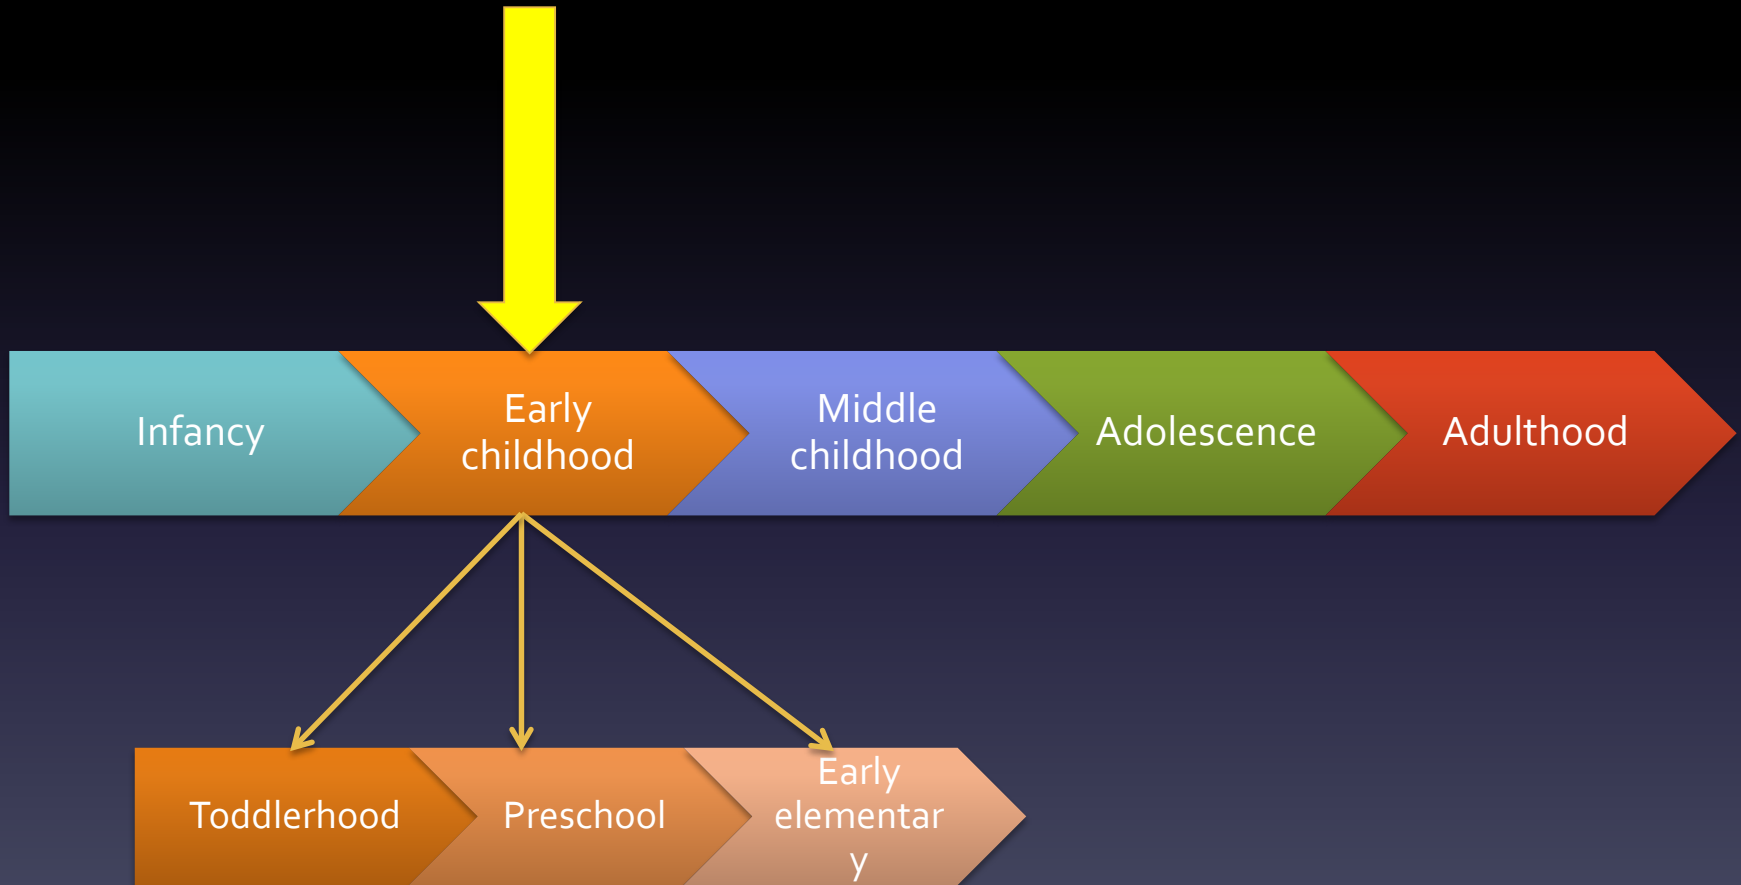 Infancy
Early
childhood
Middle
childhood
Adolescence
Adulthood
Toddlerhood
Preschool
Early
elementar
y